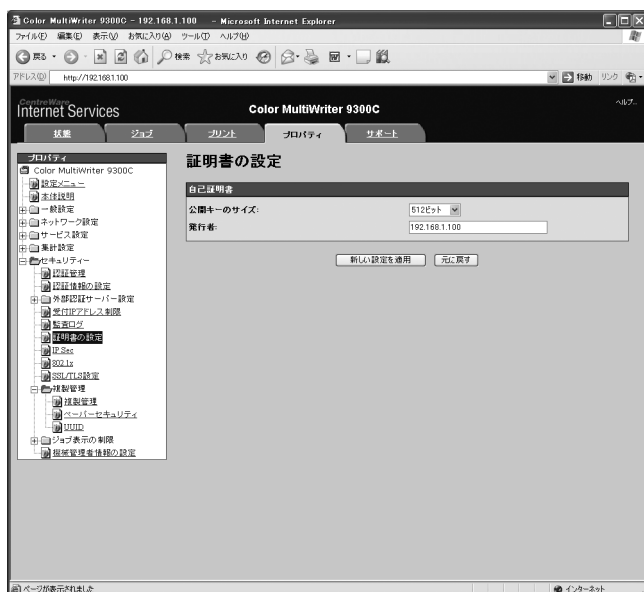 Color MultiWriter 9300C - 192.168.1.100 - Microsoft Internet Explorer
ファイル(F) 編集(E) 表示(V) お気に入り(A) ツール(T) ヘルプ(H)
戻る 検索 お気に入り
アドレス(D) http://192.168.1.100 移動 リンク
CentreWare
Internet Services
Color MultiWriter 9300C
ヘルプ...
状態 ジョブ プリント プロパティ サポート
プロパティ
Color MultiWriter 9300C
設定メニュー
本体説明
一般設定
ネットワーク設定
サービス設定
集計設定
セキュリティー
認証管理
認証情報の設定
外部認証サーバー設定
受付IPアドレス制限
監査ログ
証明書の設定
IP Sec
802.1x
SSL/TLS設定
複製管理
複製管理
ペーパーセキュリティ
UUID
ジョブ表示の制限
機械管理者情報の設定
証明書の設定
自己証明書
公開キーのサイズ: 512ビット
発行者: 192.168.1.100
新しい設定を適用 元に戻す
ページが表示されました
インターネット